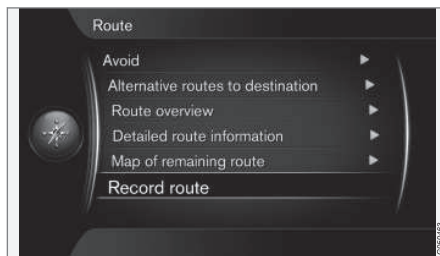 Route
Avoid
Alternative routes to destination
Route overview
Detailed route information
Map of remaining route
Record route